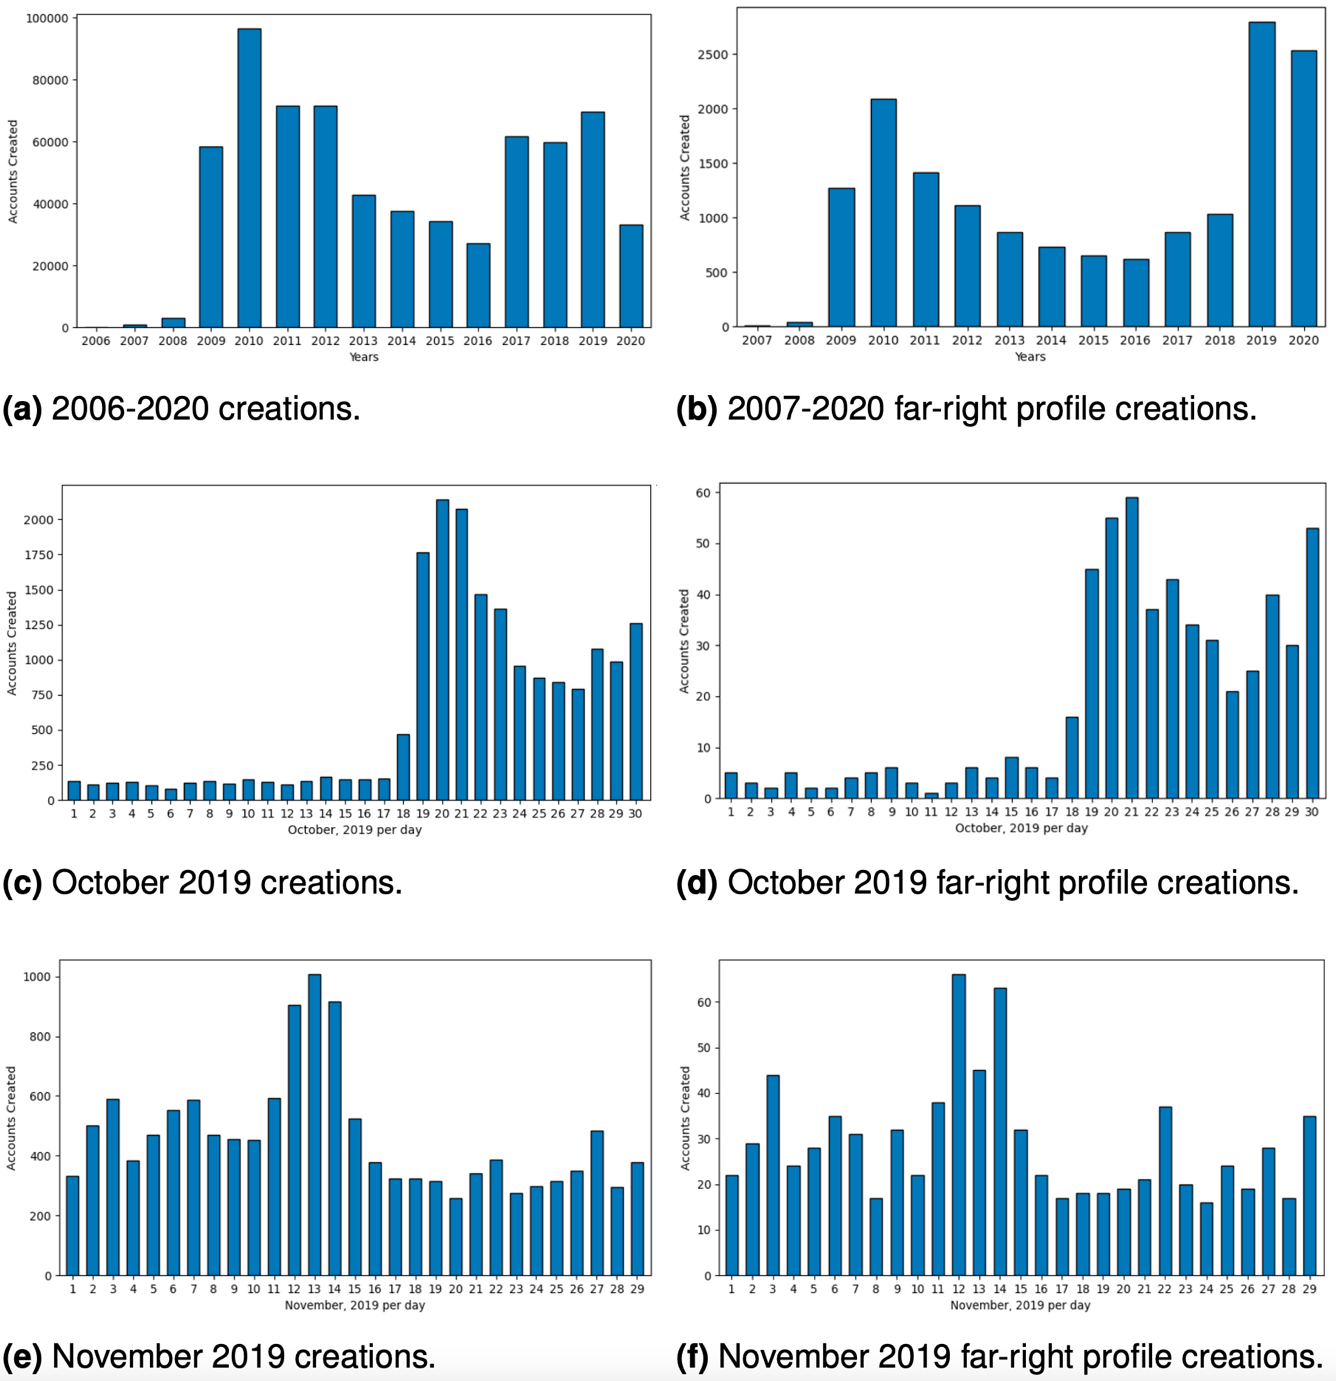 100000
80000
60000
40000
20000
0
Accounts Created
2006 2007 2008 2009 2010 2011 2012 2013 2014 2015 2016 2017 2018 2019 2020
Years
(a) 2006-2020 creations.
2500
2000
1500
1000
500
0
Accounts Created
2007 2008 2009 2010 2011 2012 2013 2014 2015 2016 2017 2018 2019 2020
Years
(b) 2007-2020 far-right profile creations.
2000
1750
1500
1250
1000
750
500
250
0
Accounts Created
1 2 3 4 5 6 7 8 9 10 11 12 13 14 15 16 17 18 19 20 21 22 23 24 25 26 27 28 29 30
October, 2019 per day
(c) October 2019 creations.
60
50
40
30
20
10
0
Accounts Created
1 2 3 4 5 6 7 8 9 10 11 12 13 14 15 16 17 18 19 20 21 22 23 24 25 26 27 28 29 30
October, 2019 per day
(d) October 2019 far-right profile creations.
1000
800
600
400
200
0
Accounts Created
1 2 3 4 5 6 7 8 9 10 11 12 13 14 15 16 17 18 19 20 21 22 23 24 25 26 27 28 29
November, 2019 per day
(e) November 2019 creations.
60
50
40
30
20
10
0
Accounts Created
1 2 3 4 5 6 7 8 9 10 11 12 13 14 15 16 17 18 19 20 21 22 23 24 25 26 27 28 29
November, 2019 per day
(f) November 2019 far-right profile creations.